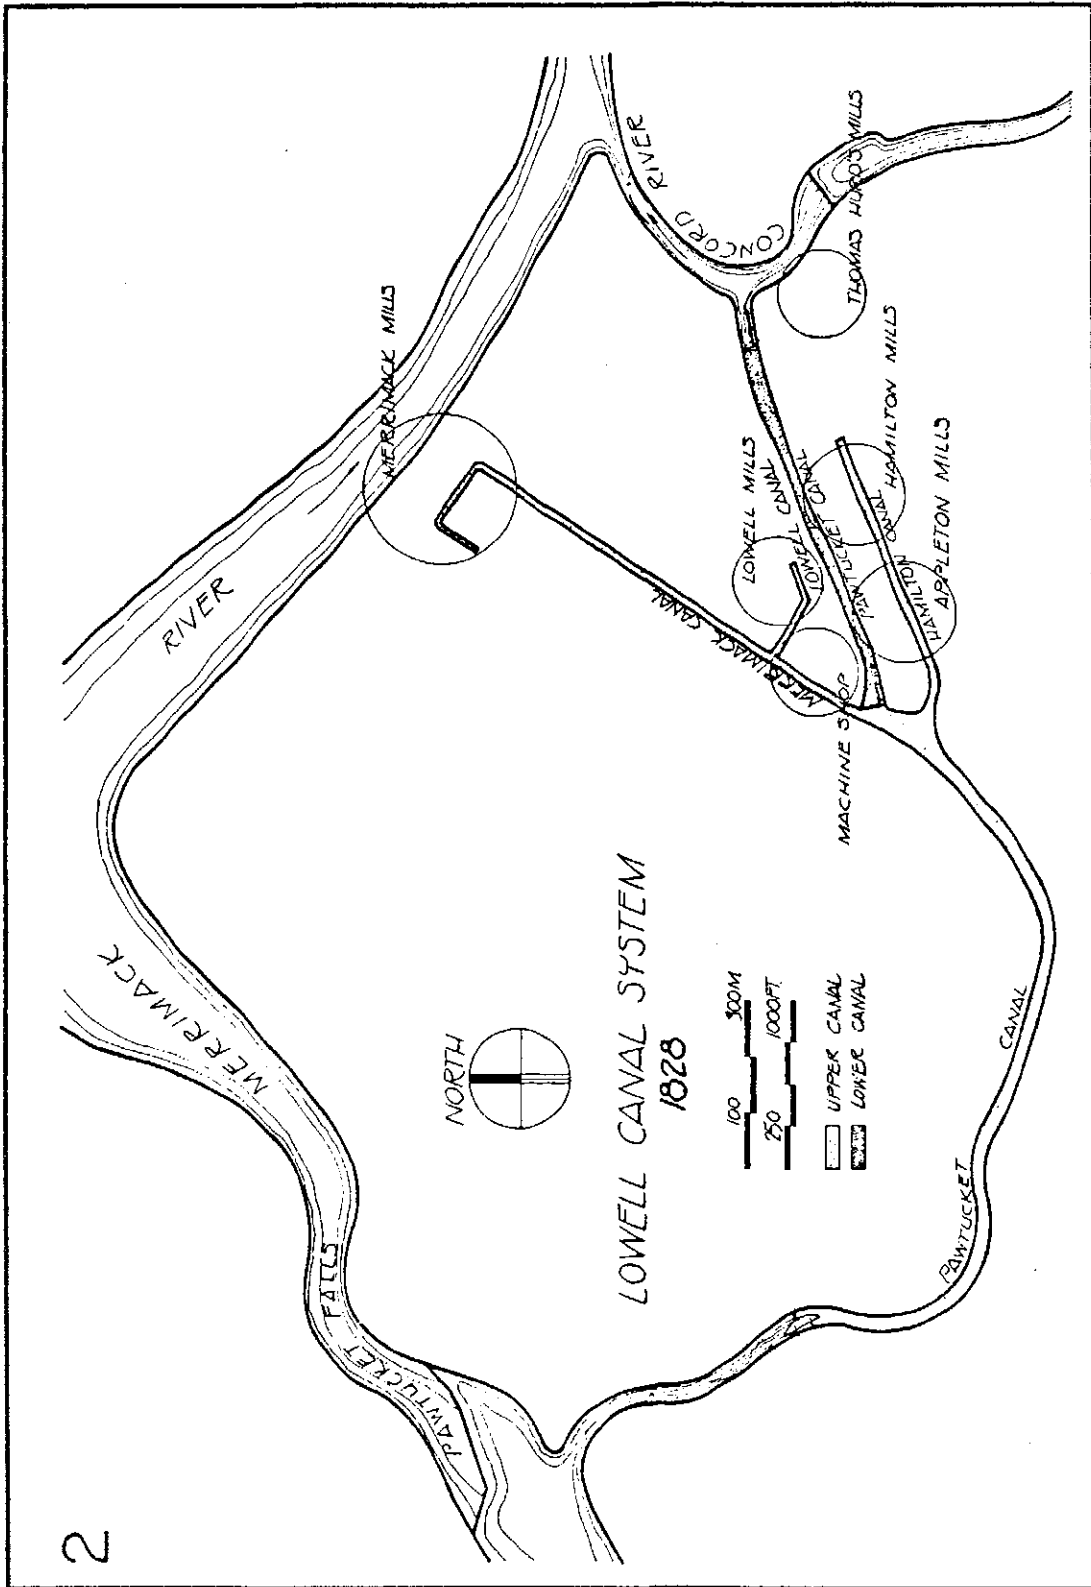 2
MERRIMACK
RIVER
PAWTUCKET FALLS
MERRIMACK MILLS
CONCORD RIVER
NORTH
LOWELL CANAL SYSTEM
1828
100 300M
250 1000FT.
UPPER CANAL
LOWER CANAL
MERRIMACK CANAL
LOWELL MILLS
LOWELL CANAL
PAWTUCKET CANAL
HAMILTON CANAL
HAMILTON MILLS
APPLETON MILLS
THOMAS HURD'S MILLS
MACHINE SHOP
PAWTUCKET CANAL